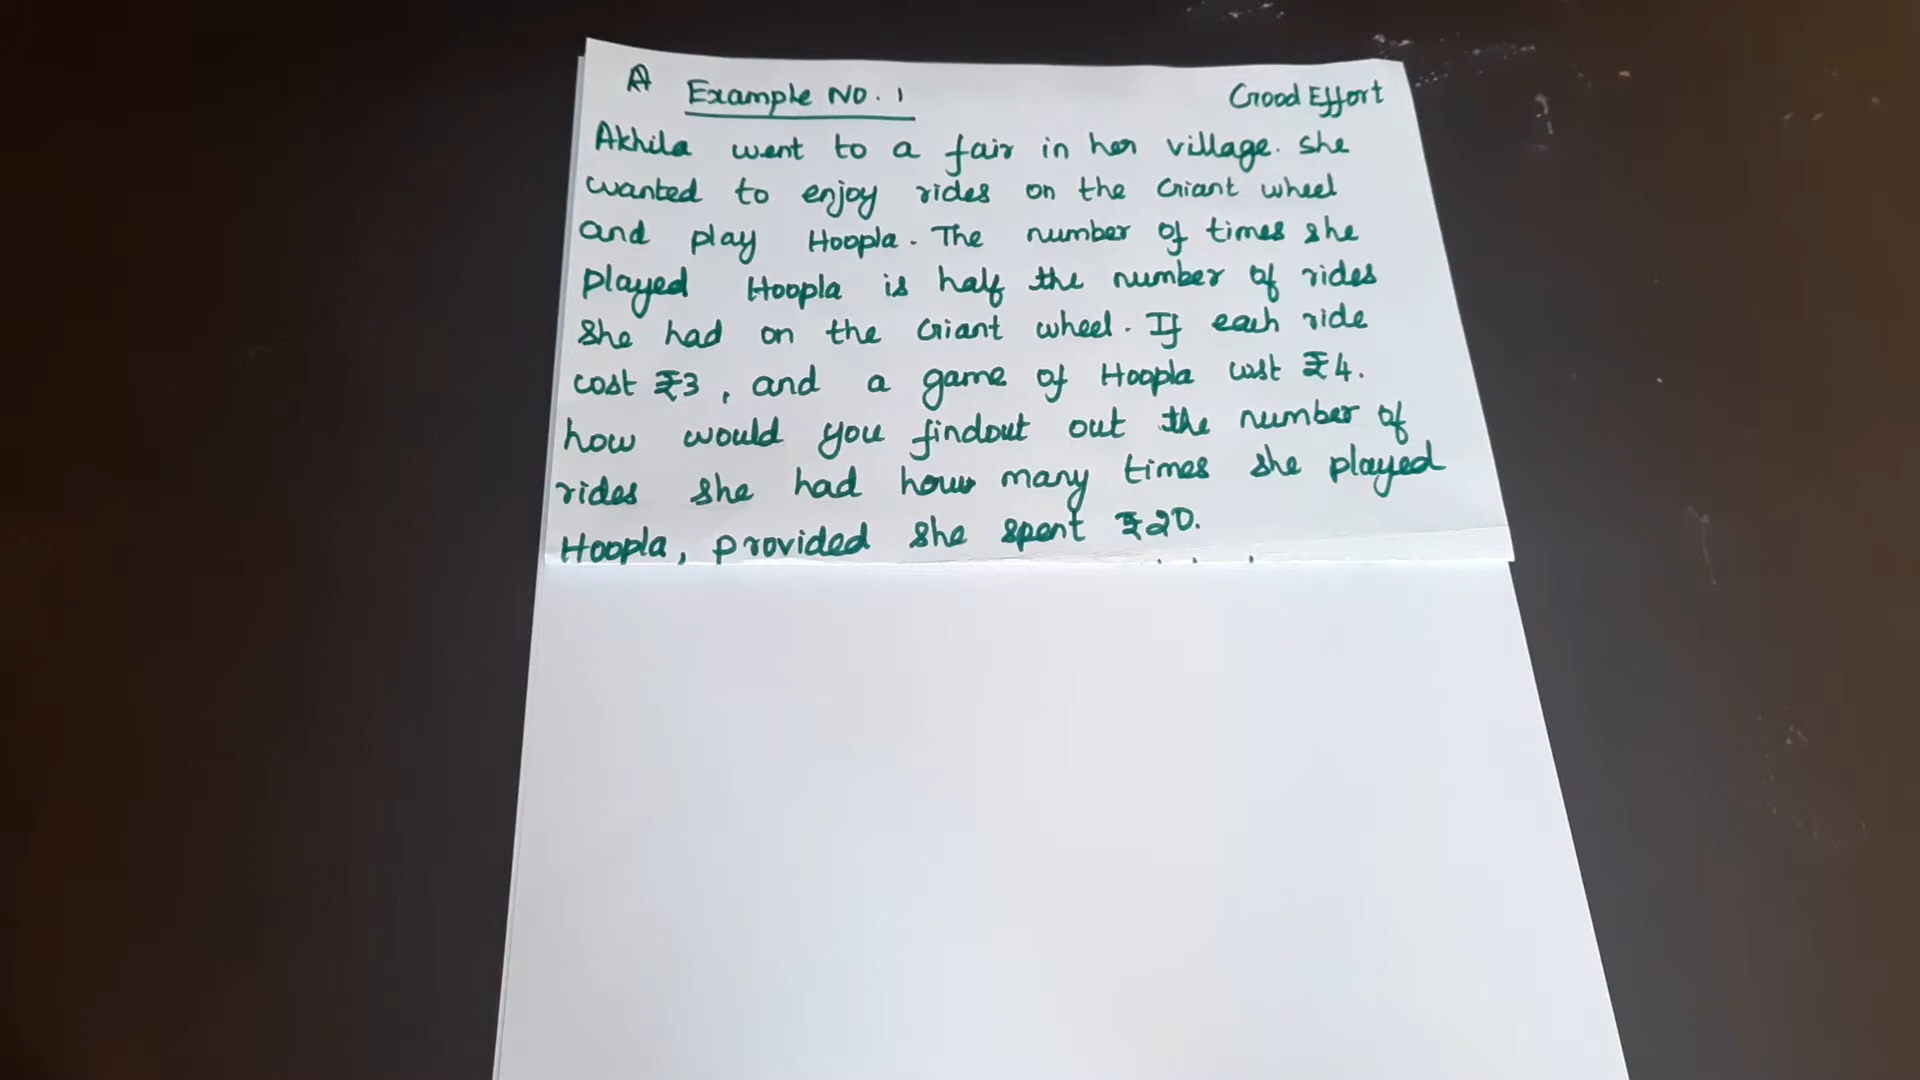 A Example No. 1 Good Effort
Akhila went to a fair in her village. She
wanted to enjoy rides on the Giant wheel
and play Hoopla. The number of times she
played Hoopla is half the number of rides
she had on the Giant wheel. If each ride
cost ₹3, and a game of Hoopla cost ₹4.
how would you findout out the number of
rides she had how many times she played
Hoopla, provided she spent ₹20.